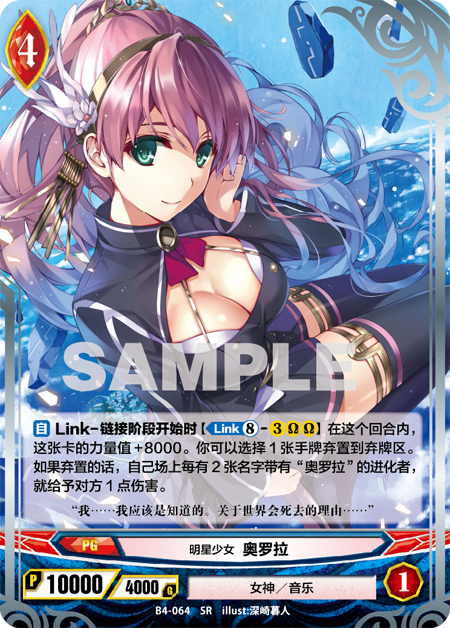 4
SAMPLE
自 Link-链接阶段开始时【Link 8-3ΩΩ】在这个回合内，
这张卡的力量值+8000。你可以选择1张手牌弃置到弃牌区。
如果弃置的话，自己场上每有2张名字带有“奥罗拉”的进化者，
就给予对方1点伤害。
“我……我应该是知道的。关于世界会死去的理由……”
PG 明星少女 奥罗拉
P 10000 / 4000 G 女神／音乐 1
B4-064 SR illust:深崎暮人